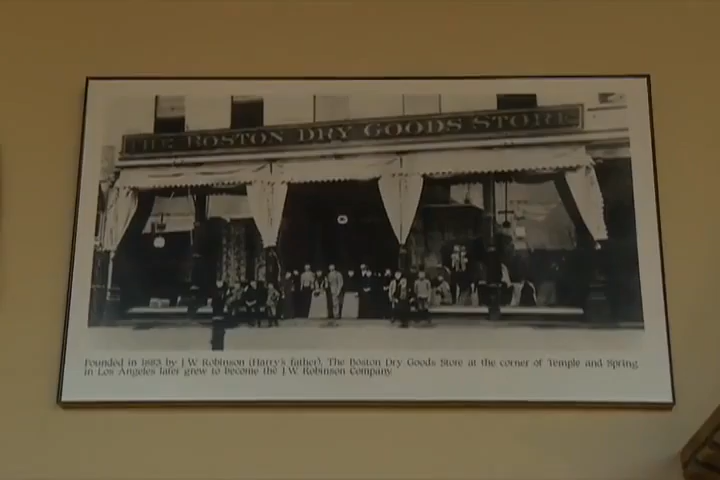 THE BOSTON DRY GOODS STORE
Founded in 1883 by J W Robinson (Harry's father), The Boston Dry Goods Store at the corner of Temple and Spring
in Los Angeles later grew to become the J W Robinson Company.